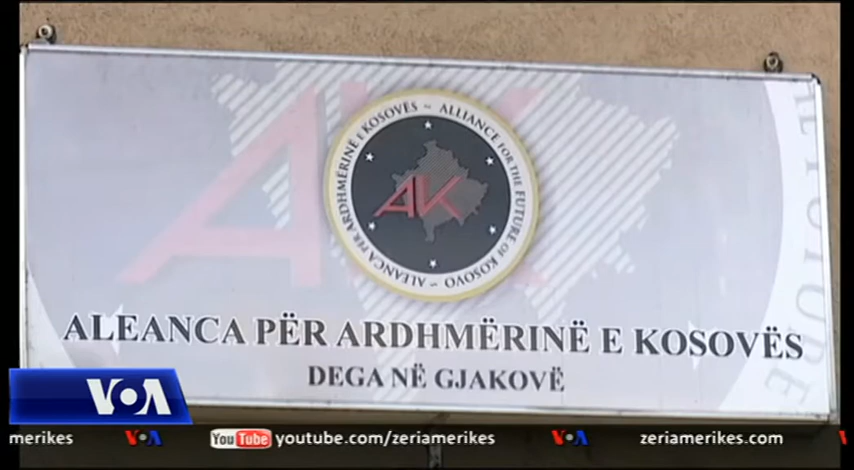 ALEANCA PËR ARDHMËRINË E KOSOVËS ~ ALLIANCE FOR THE FUTURE OF KOSOVO ~
AAK
ALEANCA PËR ARDHMËRINË E KOSOVËS
DEGA NË GJAKOVË
VOA
merikes VOA YouTube youtube.com/zeriamerikes VOA zeriamerikes.com